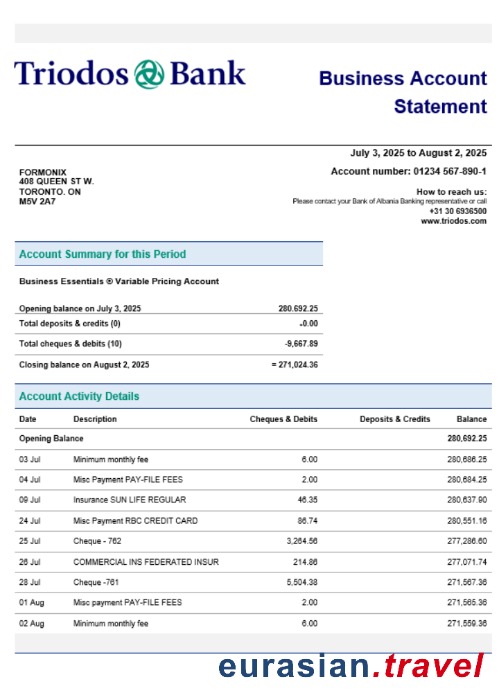 Triodos Bank
Business Account
Statement
July 3, 2025 to August 2, 2025
Account number: 01234 567-890-1
FORMONIX
408 QUEEN ST W.
TORONTO. ON
M5V 2A7
How to reach us:
Please contact your Bank of Albania Banking representative or call
+31 30 6936500
www.triodos.com
Account Summary for this Period
Business Essentials ® Variable Pricing Account
Opening balance on July 3, 2025 280.692.25
Total deposits & credits (0) -0.00
Total cheques & debits (10) -9,667.89
Closing balance on August 2, 2025 = 271,024.36
Account Activity Details
Date Description Cheques & Debits Deposits & Credits Balance
Opening Balance 280,692.25
03 Jul Minimum monthly fee 6.00 280,686.25
04 Jul Misc Payment PAY-FILE FEES 2.00 280,684.25
09 Jul Insurance SUN LIFE REGULAR 46.35 280,637.90
24 Jul Misc Payment RBC CREDIT CARD 86.74 280,551.16
25 Jul Cheque - 762 3,264.56 277,286.60
26 Jul COMMERCIAL INS FEDERATED INSUR 214.86 277,071.74
28 Jul Cheque -761 5,504.38 271,567.36
01 Aug Misc payment PAY-FILE FEES 2.00 271,565.36
02 Aug Minimum monthly fee 6.00 271,559.36
eurasian.travel